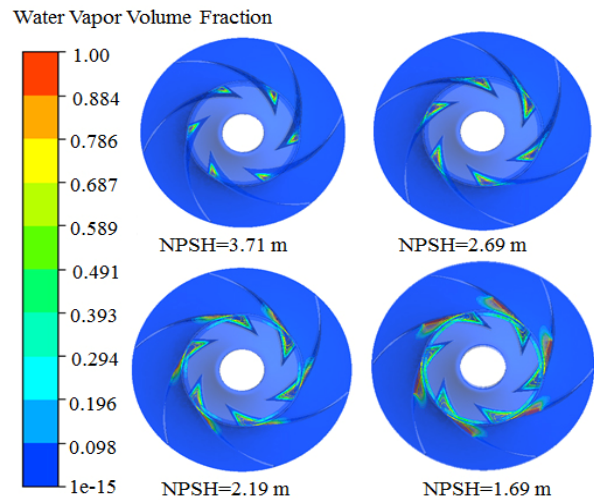 Water Vapor Volume Fraction
1.00
0.884
0.786
0.687
0.589
0.491
0.393
0.294
0.196
0.098
1e-15
NPSH=3.71 m
NPSH=2.69 m
NPSH=2.19 m
NPSH=1.69 m